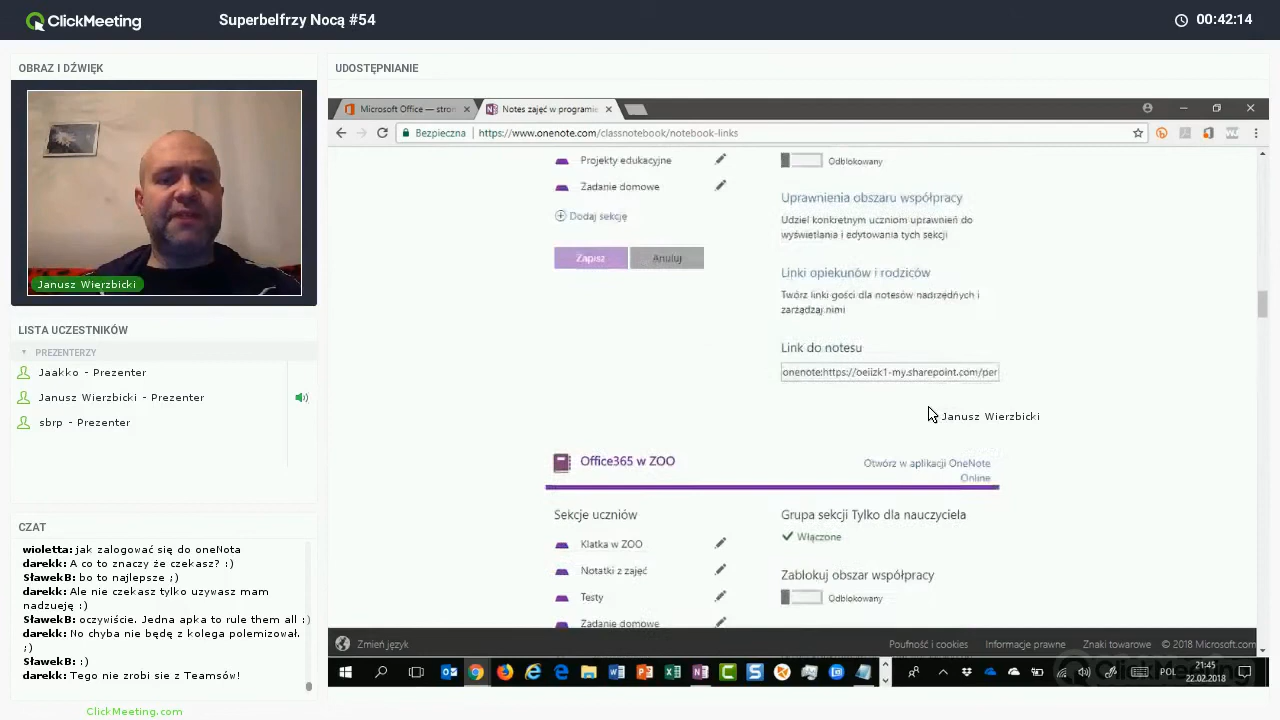 ClickMeeting
Superbelfrzy Nocą #54
00:42:14
OBRAZ I DŹWIĘK
Janusz Wierzbicki
LISTA UCZESTNIKÓW
PREZENTERZY
Jaakko - Prezenter
Janusz Wierzbicki - Prezenter
sbrp - Prezenter
CZAT
wioletta: jak zalogować się do oneNota
darekk: A co to znaczy że czekasz? :)
SławekB: bo to najlepsze ;)
darekk: Ale nie czekasz tylko uzywasz mam
nadzueję :)
SławekB: oczywiście. Jedna apka to rule them all :)
darekk: No chyba nie będę z kolega polemizował.
;)
SławekB: :)
darekk: Tego nie zrobi sie z Teamsów!
ClickMeeting.com
UDOSTĘPNIANIE
Microsoft Office — stron
Notes zajęć w programie
Bezpieczna
https://www.onenote.com/classnotebook/notebook-links
Projekty edukacyjne
Zadanie domowe
Dodaj sekcję
Zapisz
Anuluj
Odblokowany
Uprawnienia obszaru współpracy
Udziel konkretnym uczniom uprawnień do
wyświetlania i edytowania tych sekcji
Linki opiekunów i rodziców
Twórz linki gości dla notesów nadrzędnych i
zarządzaj nimi
Link do notesu
onenote:https://oeiizk1-my.sharepoint.com/per
Janusz Wierzbicki
Office365 w ZOO
Otwórz w aplikacji OneNote
Online
Sekcje uczniów
Klatka w ZOO
Notatki z zajęć
Testy
Zadanie domowe
Grupa sekcji Tylko dla nauczyciela
Włączone
Zablokuj obszar współpracy
Odblokowany
Zmień język
Poufność i cookies
Informacje prawne
Znaki towarowe
© 2018 Microsoft.com
POL
21:45
22.02.2018
ClickMeeting